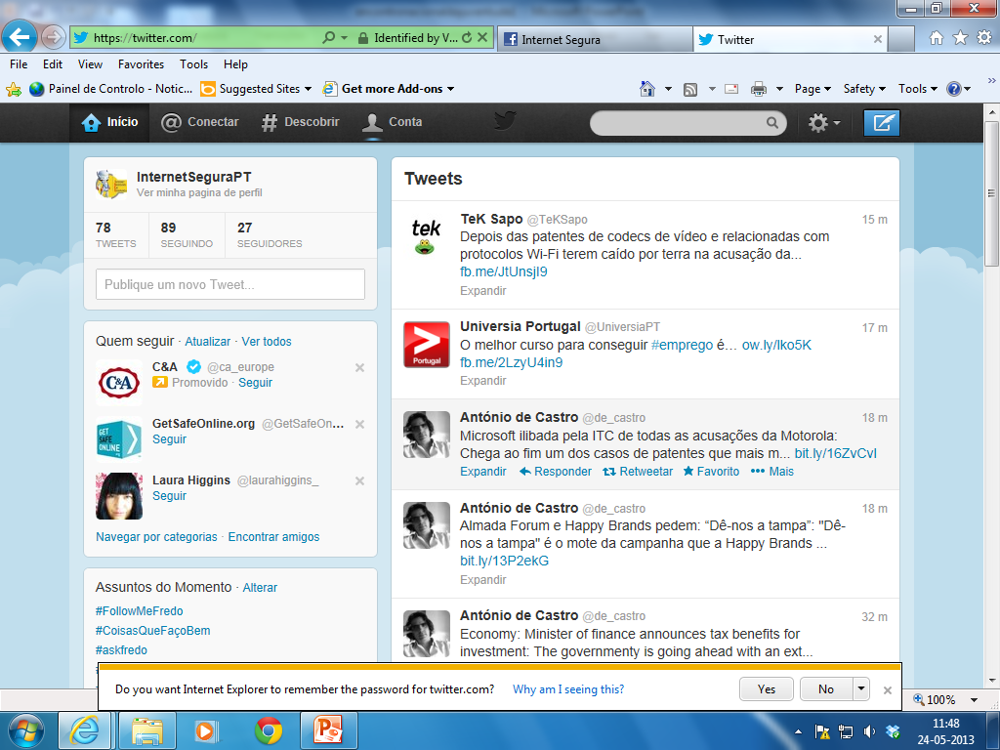 https://twitter.com/
Identified by V...
Internet Segura
Twitter
File Edit View Favorites Tools Help
Painel de Controlo - Notic... Suggested Sites Get more Add-ons
Page Safety Tools
Início Conectar Descobrir Conta
InternetSeguraPT
Ver minha pagina de perfil
78 89 27
TWEETS SEGUINDO SEGUIDORES
Publique um novo Tweet...
Quem seguir · Atualizar · Ver todos
C&A @ca_europe
C&A
Promovido · Seguir
GetSafeOnline.org @GetSafeOn...
GET SAFE ONLINE
Seguir
Laura Higgins @laurahiggins_
Seguir
Navegar por categorias · Encontrar amigos
Assuntos do Momento · Alterar
#FollowMeFredo
#CoisasQueFaçoBem
#askfredo
Tweets
tek
TeK Sapo @TeKSapo 15 m
Depois das patentes de codecs de vídeo e relacionadas com
protocolos Wi-Fi terem caído por terra na acusação da...
fb.me/JtUnsjI9
Expandir
Portugal
Universia Portugal @UniversiaPT 17 m
O melhor curso para conseguir #emprego é… ow.ly/lko5K
fb.me/2LzyU4in9
Expandir
António de Castro @de_castro 18 m
Microsoft ilibada pela ITC de todas as acusações da Motorola:
Chega ao fim um dos casos de patentes que mais m... bit.ly/16ZvCvI
Expandir Responder Retweetar Favorito Mais
António de Castro @de_castro 18 m
Almada Forum e Happy Brands pedem: “Dê-nos a tampa”: "Dê-
nos a tampa" é o mote da campanha que a Happy Brands ...
bit.ly/13P2ekG
Expandir
António de Castro @de_castro 32 m
Economy: Minister of finance announces tax benefits for
investment: The governmenty is going ahead with an ext...
Do you want Internet Explorer to remember the password for twitter.com? Why am I seeing this? Yes No
100%
11:48
24-05-2013